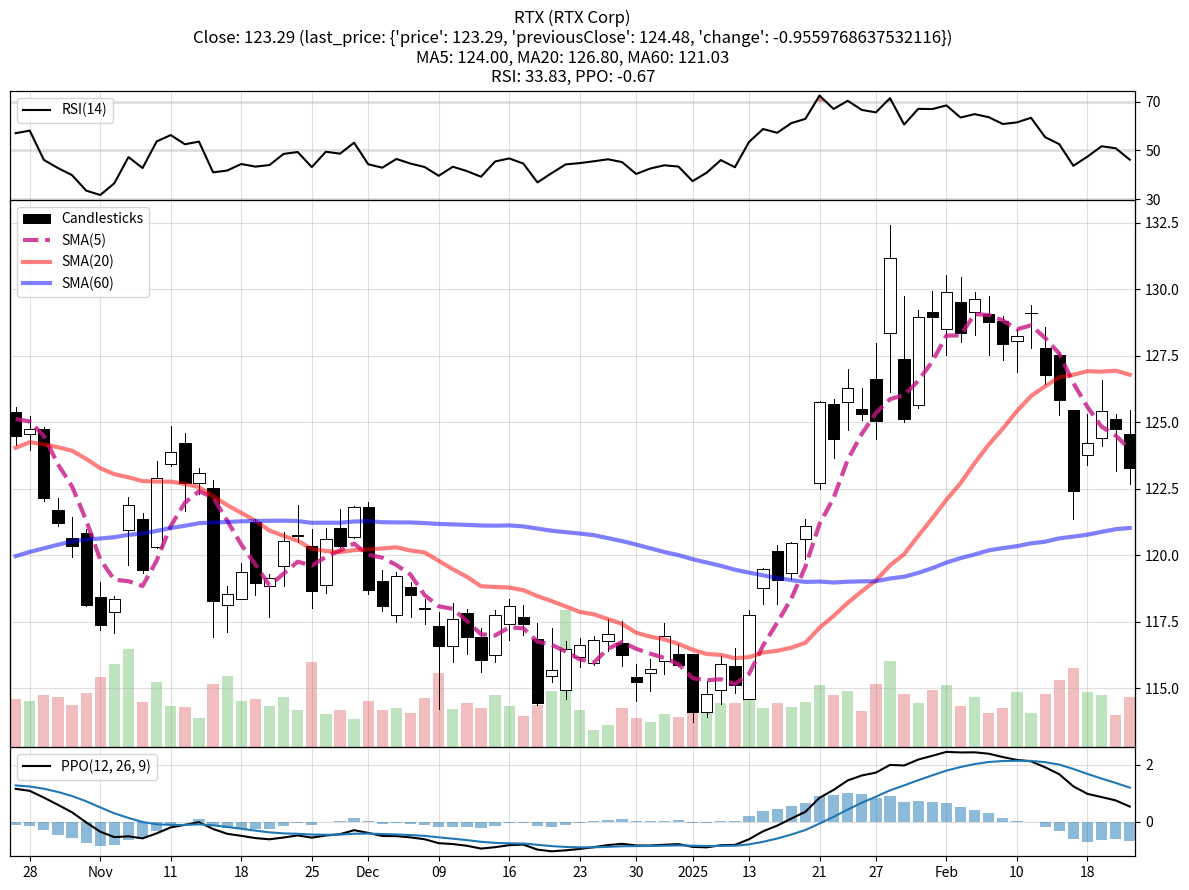 RTX (RTX Corp)
Close: 123.29 (last_price: {'price': 123.29, 'previousClose': 124.48, 'change': -0.9559768637532116})
MA5: 124.00, MA20: 126.80, MA60: 121.03
RSI: 33.83, PPO: -0.67
RSI(14)
70
50
30
Candlesticks
SMA(5)
SMA(20)
SMA(60)
132.5
130.0
127.5
125.0
122.5
120.0
117.5
115.0
PPO(12, 26, 9)
2
0
28 Nov 11 18 25 Dec 09 16 23 30 2025 13 21 27 Feb 10 18